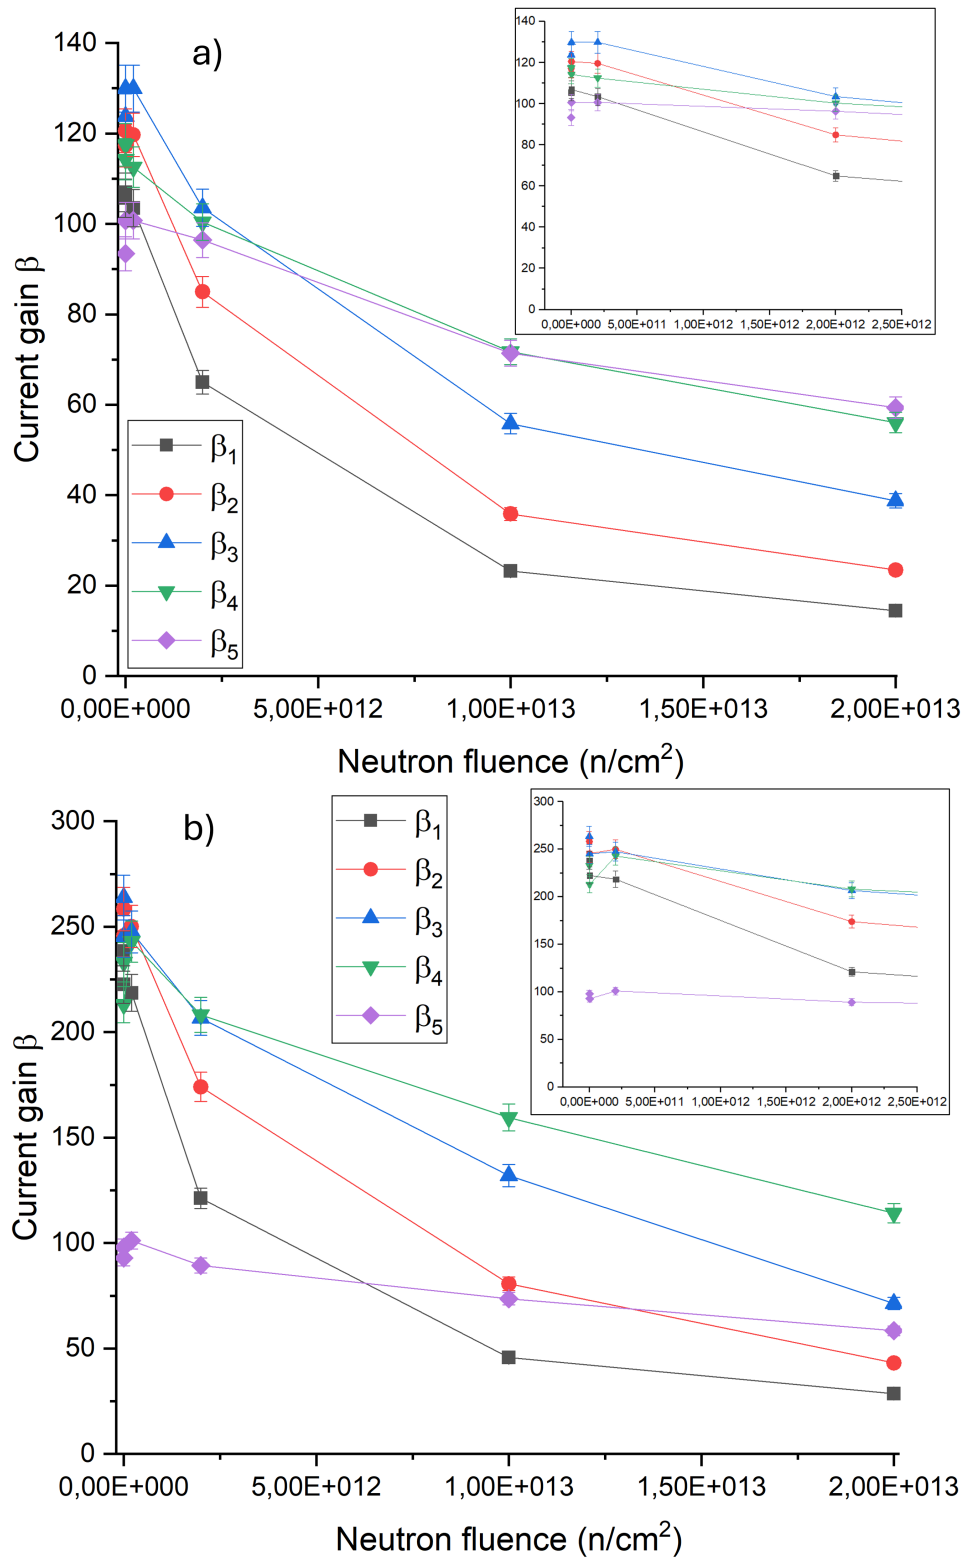 a)
140
120
100
80
60
40
20
0
Current gain β
β1
β2
β3
β4
β5
0,00E+000 5,00E+012 1,00E+013 1,50E+013 2,00E+013
Neutron fluence (n/cm²)
140
120
100
80
60
40
20
0
0,00E+000 5,00E+011 1,00E+012 1,50E+012 2,00E+012 2,50E+012
b)
300
250
200
150
100
50
0
Current gain β
β1
β2
β3
β4
β5
0,00E+000 5,00E+012 1,00E+013 1,50E+013 2,00E+013
Neutron fluence (n/cm²)
300
250
200
150
100
50
0
0,00E+000 5,00E+011 1,00E+012 1,50E+012 2,00E+012 2,50E+012